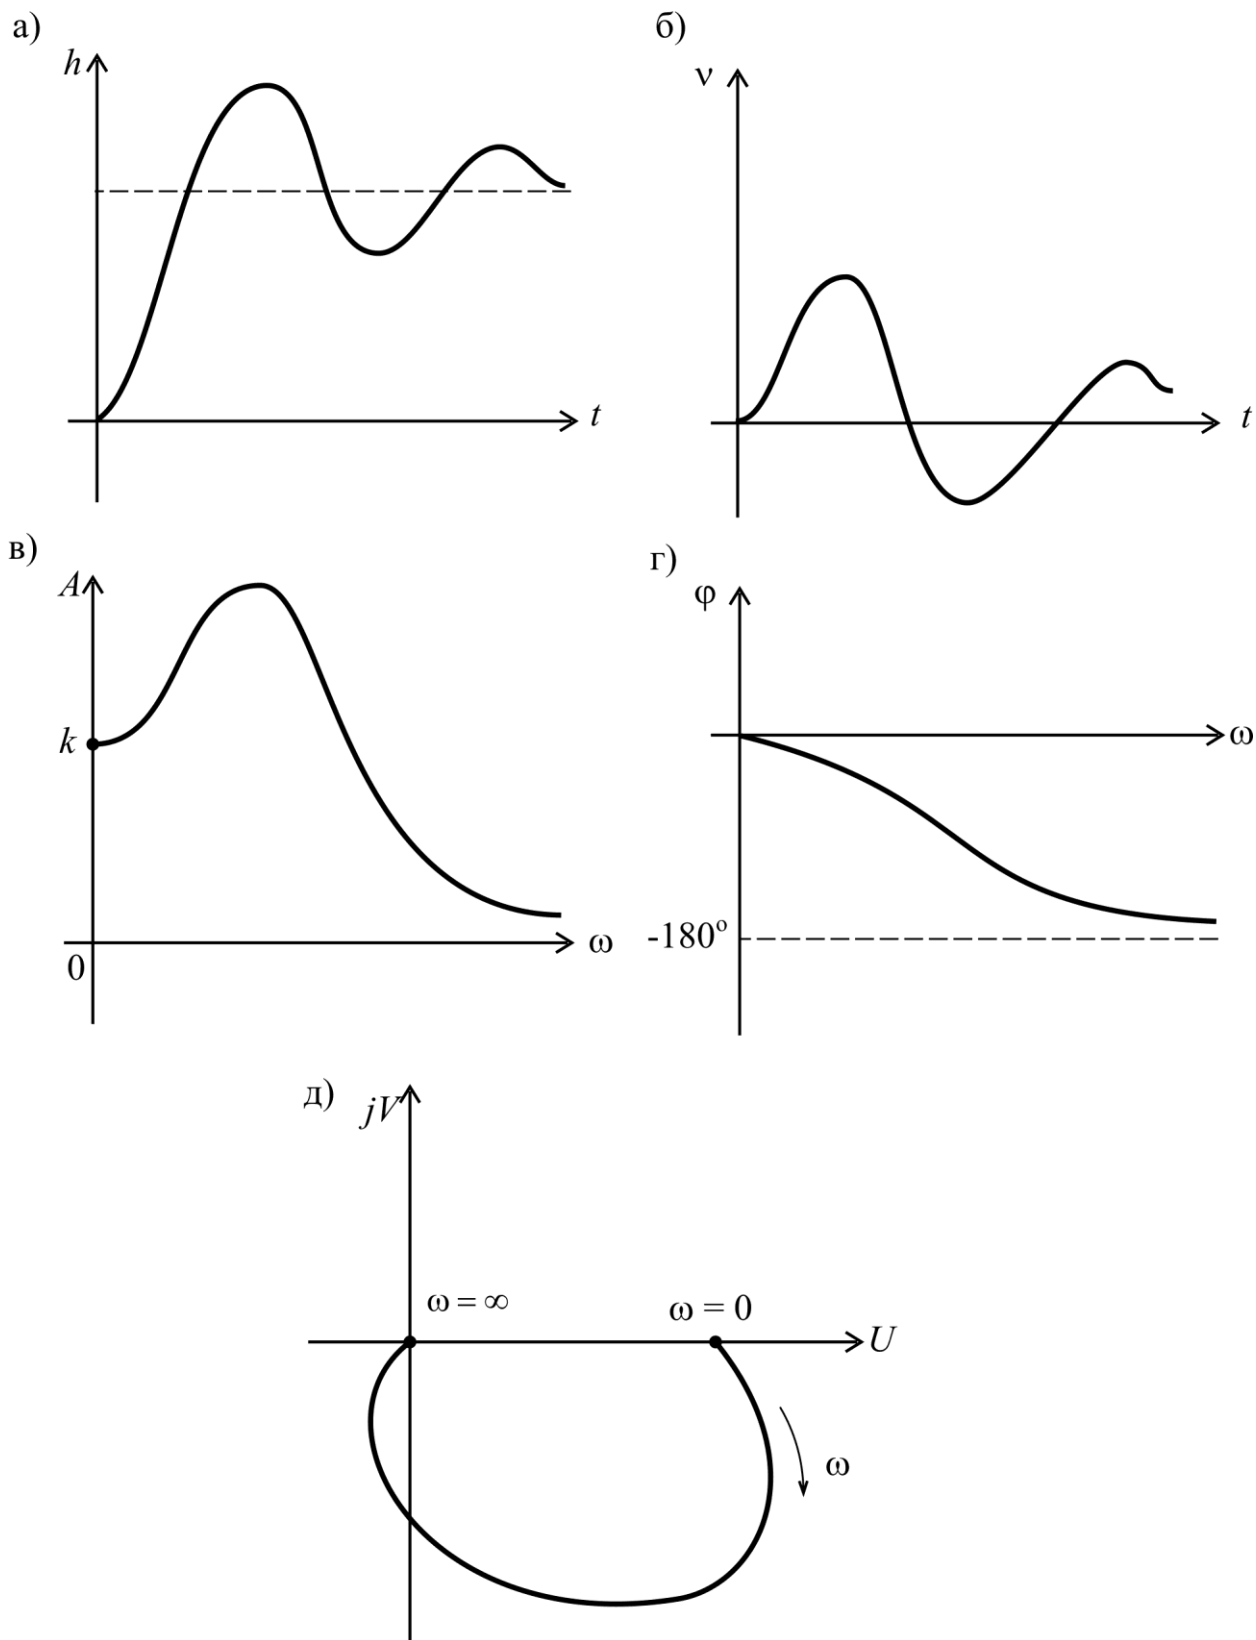 а)
h
t
б)
ν
t
в)
A
k
0
ω
г)
φ
ω
-180°
д)
jV
ω = ∞
ω = 0
U
ω